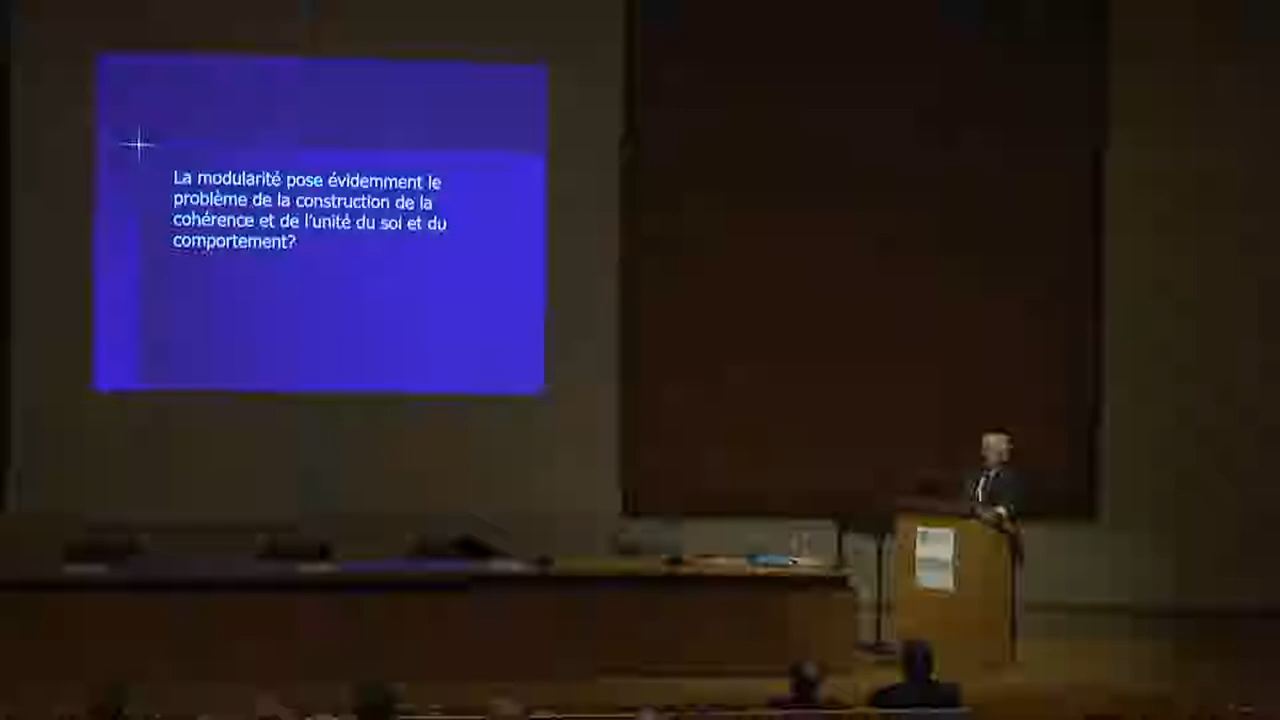 La modularité pose évidemment le
problème de la construction de la
cohérence et de l'unité du soi et du
comportement?